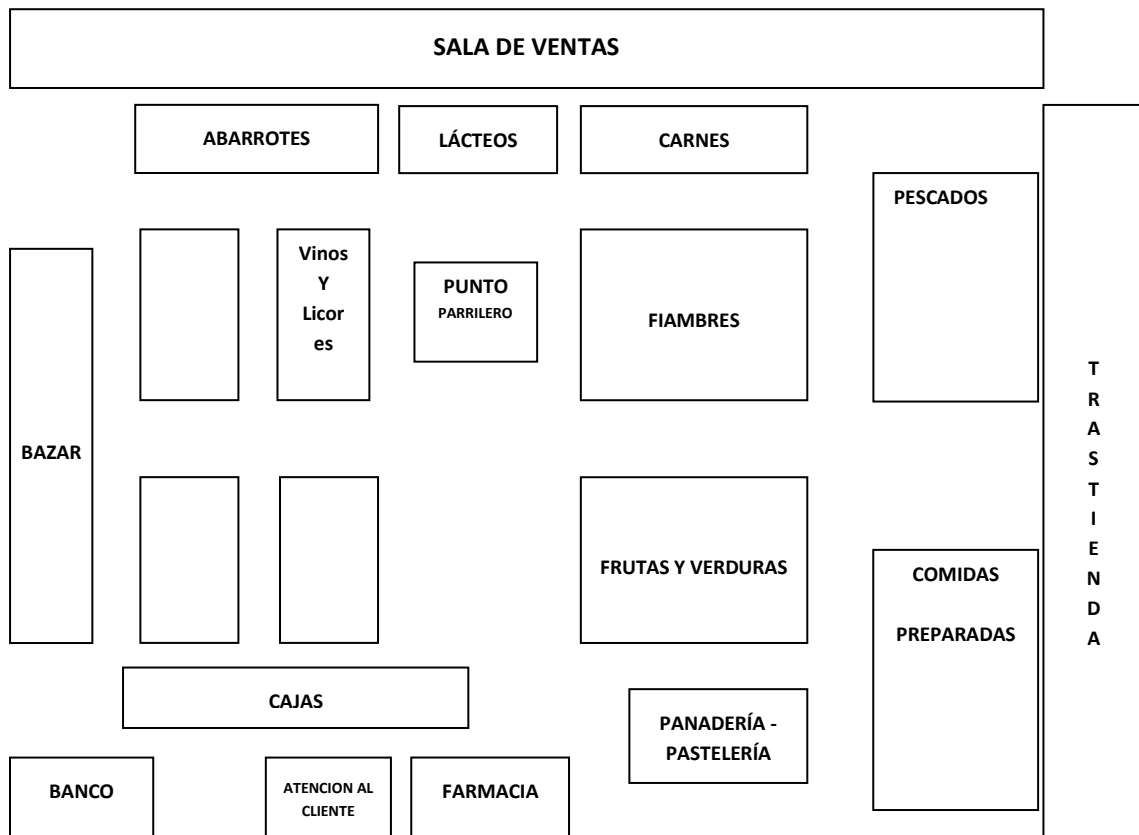 SALA DE VENTAS
ABARROTES
LÁCTEOS
CARNES
PESCADOS
Vinos
Y
Licor
es
PUNTO
PARRILERO
FIAMBRES
T
R
A
S
T
I
E
N
D
A
BAZAR
FRUTAS Y VERDURAS
COMIDAS
PREPARADAS
CAJAS
PANADERÍA -
PASTELERÍA
BANCO
ATENCION AL
CLIENTE
FARMACIA